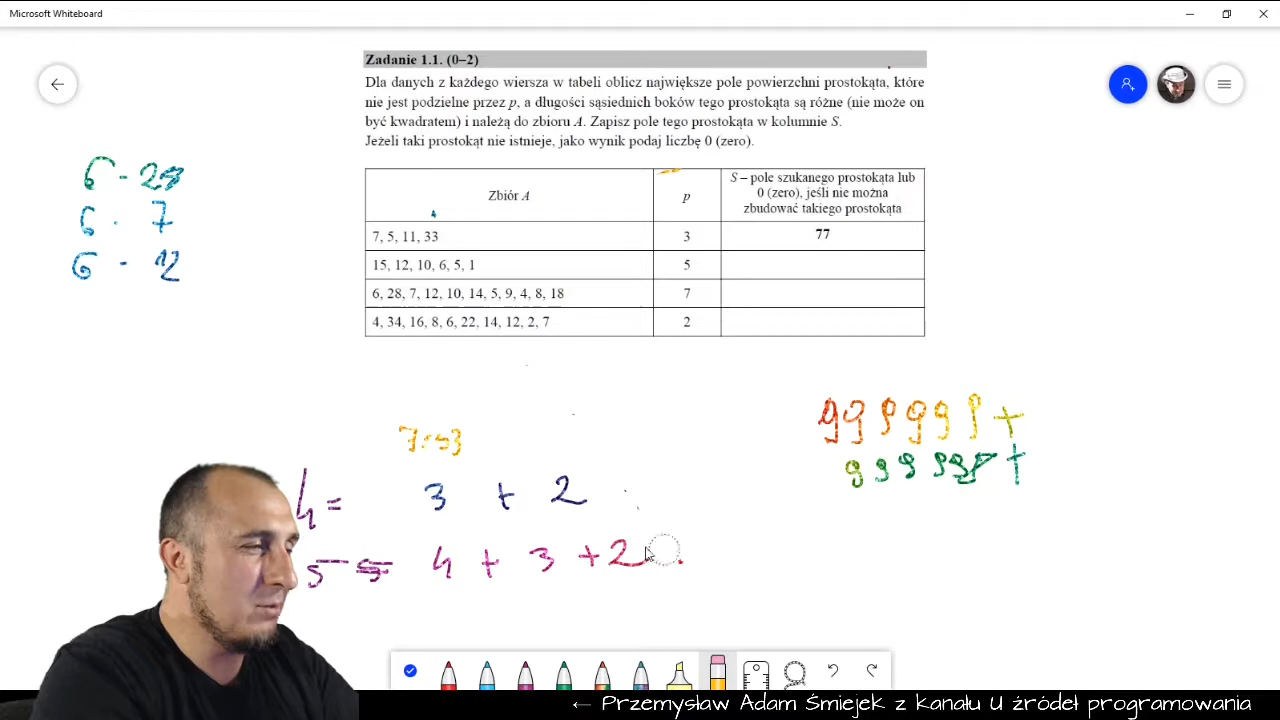 Microsoft Whiteboard
Zadanie 1.1. (0–2)
Dla danych z każdego wiersza w tabeli oblicz największe pole powierzchni prostokąta, które
nie jest podzielne przez p, a długości sąsiednich boków tego prostokąta są różne (nie może on
być kwadratem) i należą do zbioru A. Zapisz pole tego prostokąta w kolumnie S.
Jeżeli taki prostokąt nie istnieje, jako wynik podaj liczbę 0 (zero).
Zbiór A
p
S – pole szukanego prostokąta lub
0 (zero), jeśli nie można
zbudować takiego prostokąta
7, 5, 11, 33
3
77
15, 12, 10, 6, 5, 1
5
6, 28, 7, 12, 10, 14, 5, 9, 4, 8, 18
7
4, 34, 16, 8, 6, 22, 14, 12, 2, 7
2
6 · 28
6 · 7
6 · 12
999999 +
+
4 = 3 + 2
4 + 3 + 2
← Przemysław Adam Śmiejek z kanału U źródeł programowania